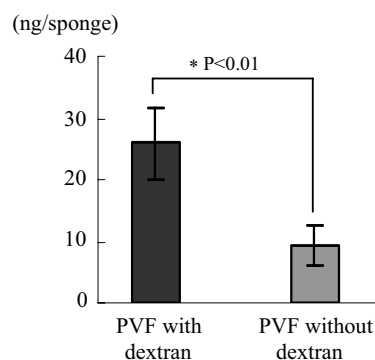 (ng/sponge)
40
* P<0.01
30
20
10
0
PVF with PVF without
dextran dextran